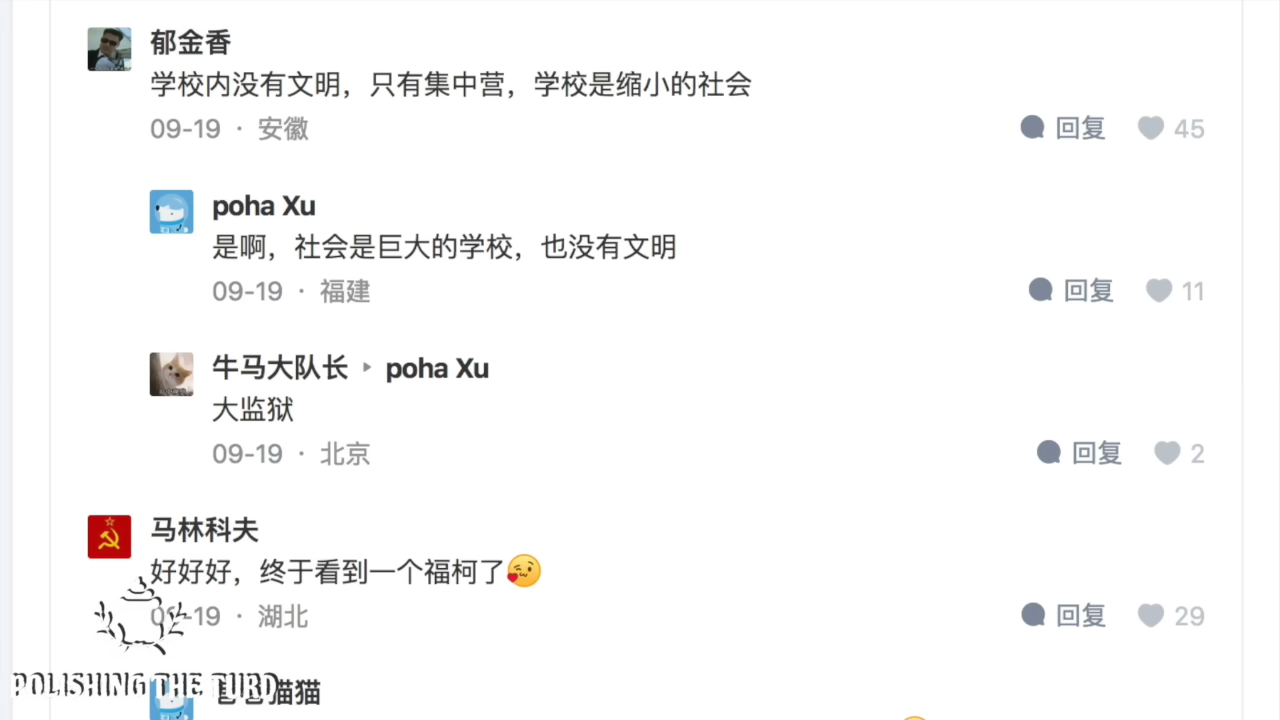 郁金香
学校内没有文明，只有集中营，学校是缩小的社会
09-19 · 安徽
回复 45
poha Xu
是啊，社会是巨大的学校，也没有文明
09-19 · 福建
回复 11
牛马大队长 ▸ poha Xu
大监狱
09-19 · 北京
回复 2
马林科夫
好好好，终于看到一个福柯了
09-19 · 湖北
回复 29
POLISHING THE TURD
猫猫